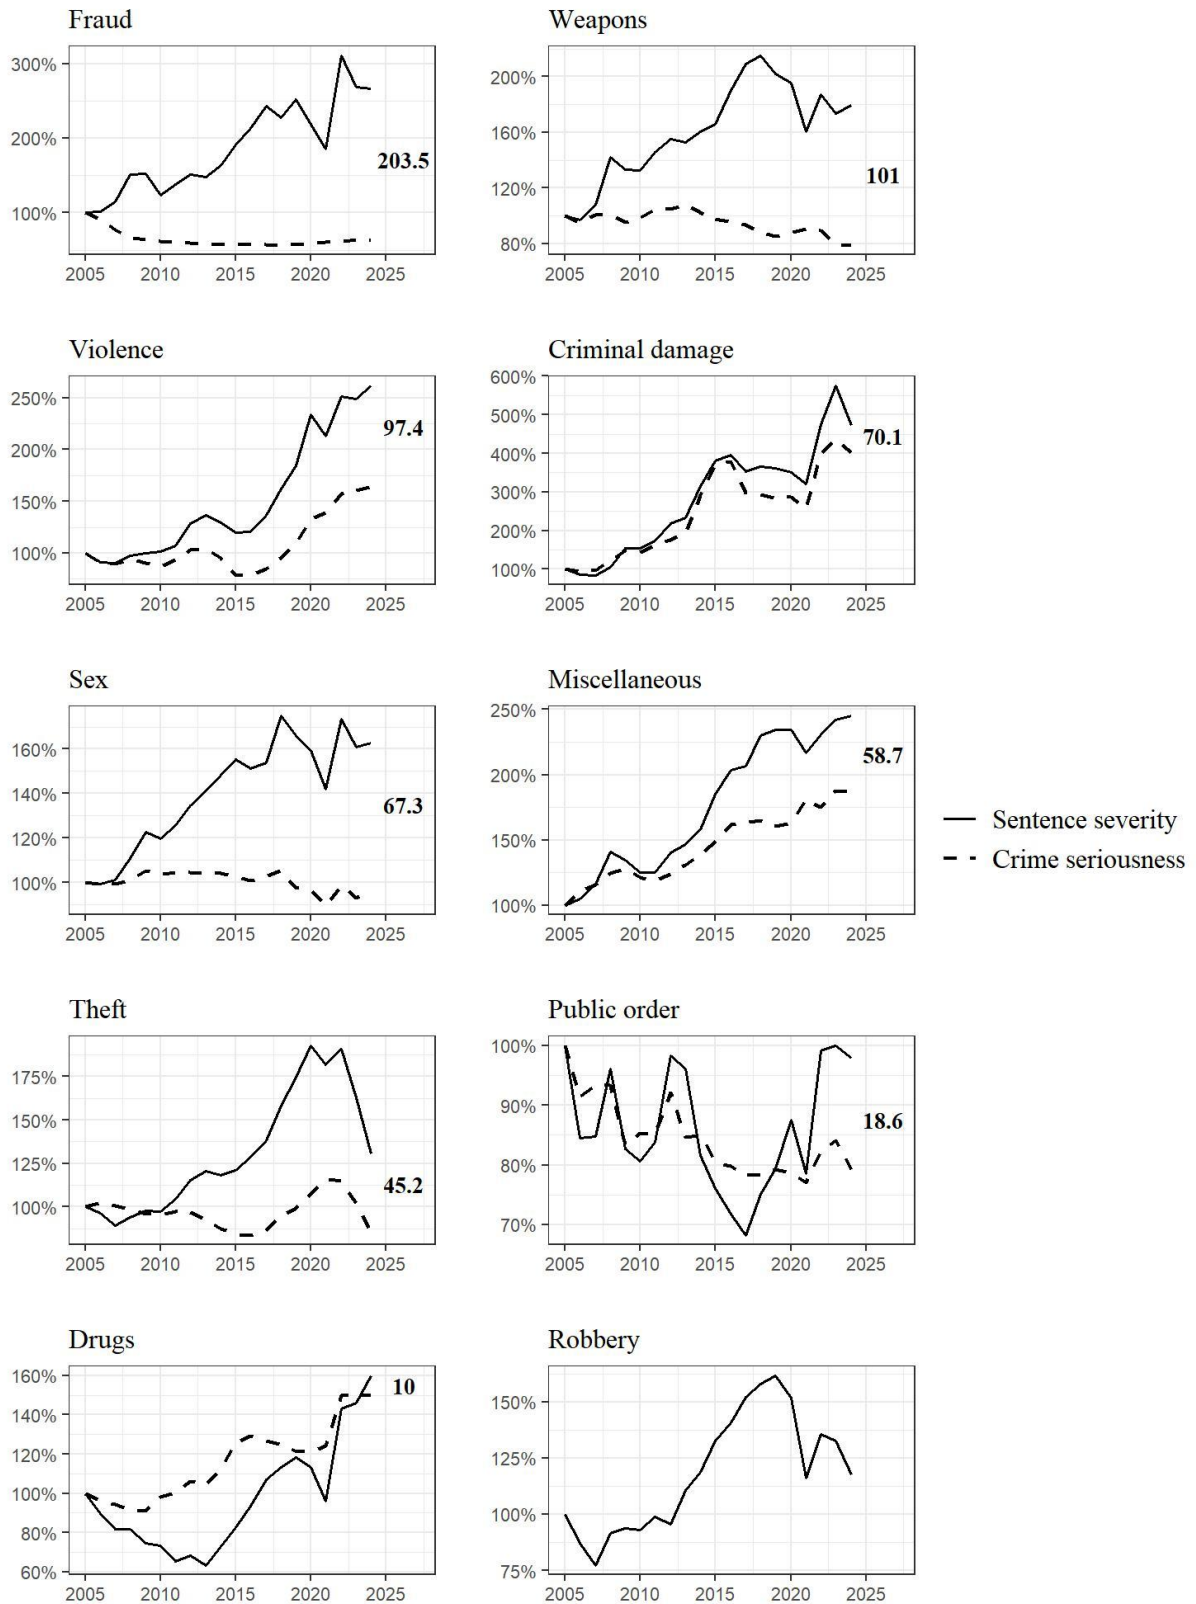 Fraud
300%
200%
100%
203.5
2005 2010 2015 2020 2025
Weapons
200%
160%
120%
80%
101
2005 2010 2015 2020 2025
Violence
250%
200%
150%
100%
97.4
2005 2010 2015 2020 2025
Criminal damage
600%
500%
400%
300%
200%
100%
70.1
2005 2010 2015 2020 2025
Sex
160%
140%
120%
100%
67.3
2005 2010 2015 2020 2025
Miscellaneous
250%
200%
150%
100%
58.7
2005 2010 2015 2020 2025
Sentence severity
Crime seriousness
Theft
175%
150%
125%
100%
45.2
2005 2010 2015 2020 2025
Public order
100%
90%
80%
70%
18.6
2005 2010 2015 2020 2025
Drugs
160%
140%
120%
100%
80%
60%
10
2005 2010 2015 2020 2025
Robbery
150%
125%
100%
75%
2005 2010 2015 2020 2025